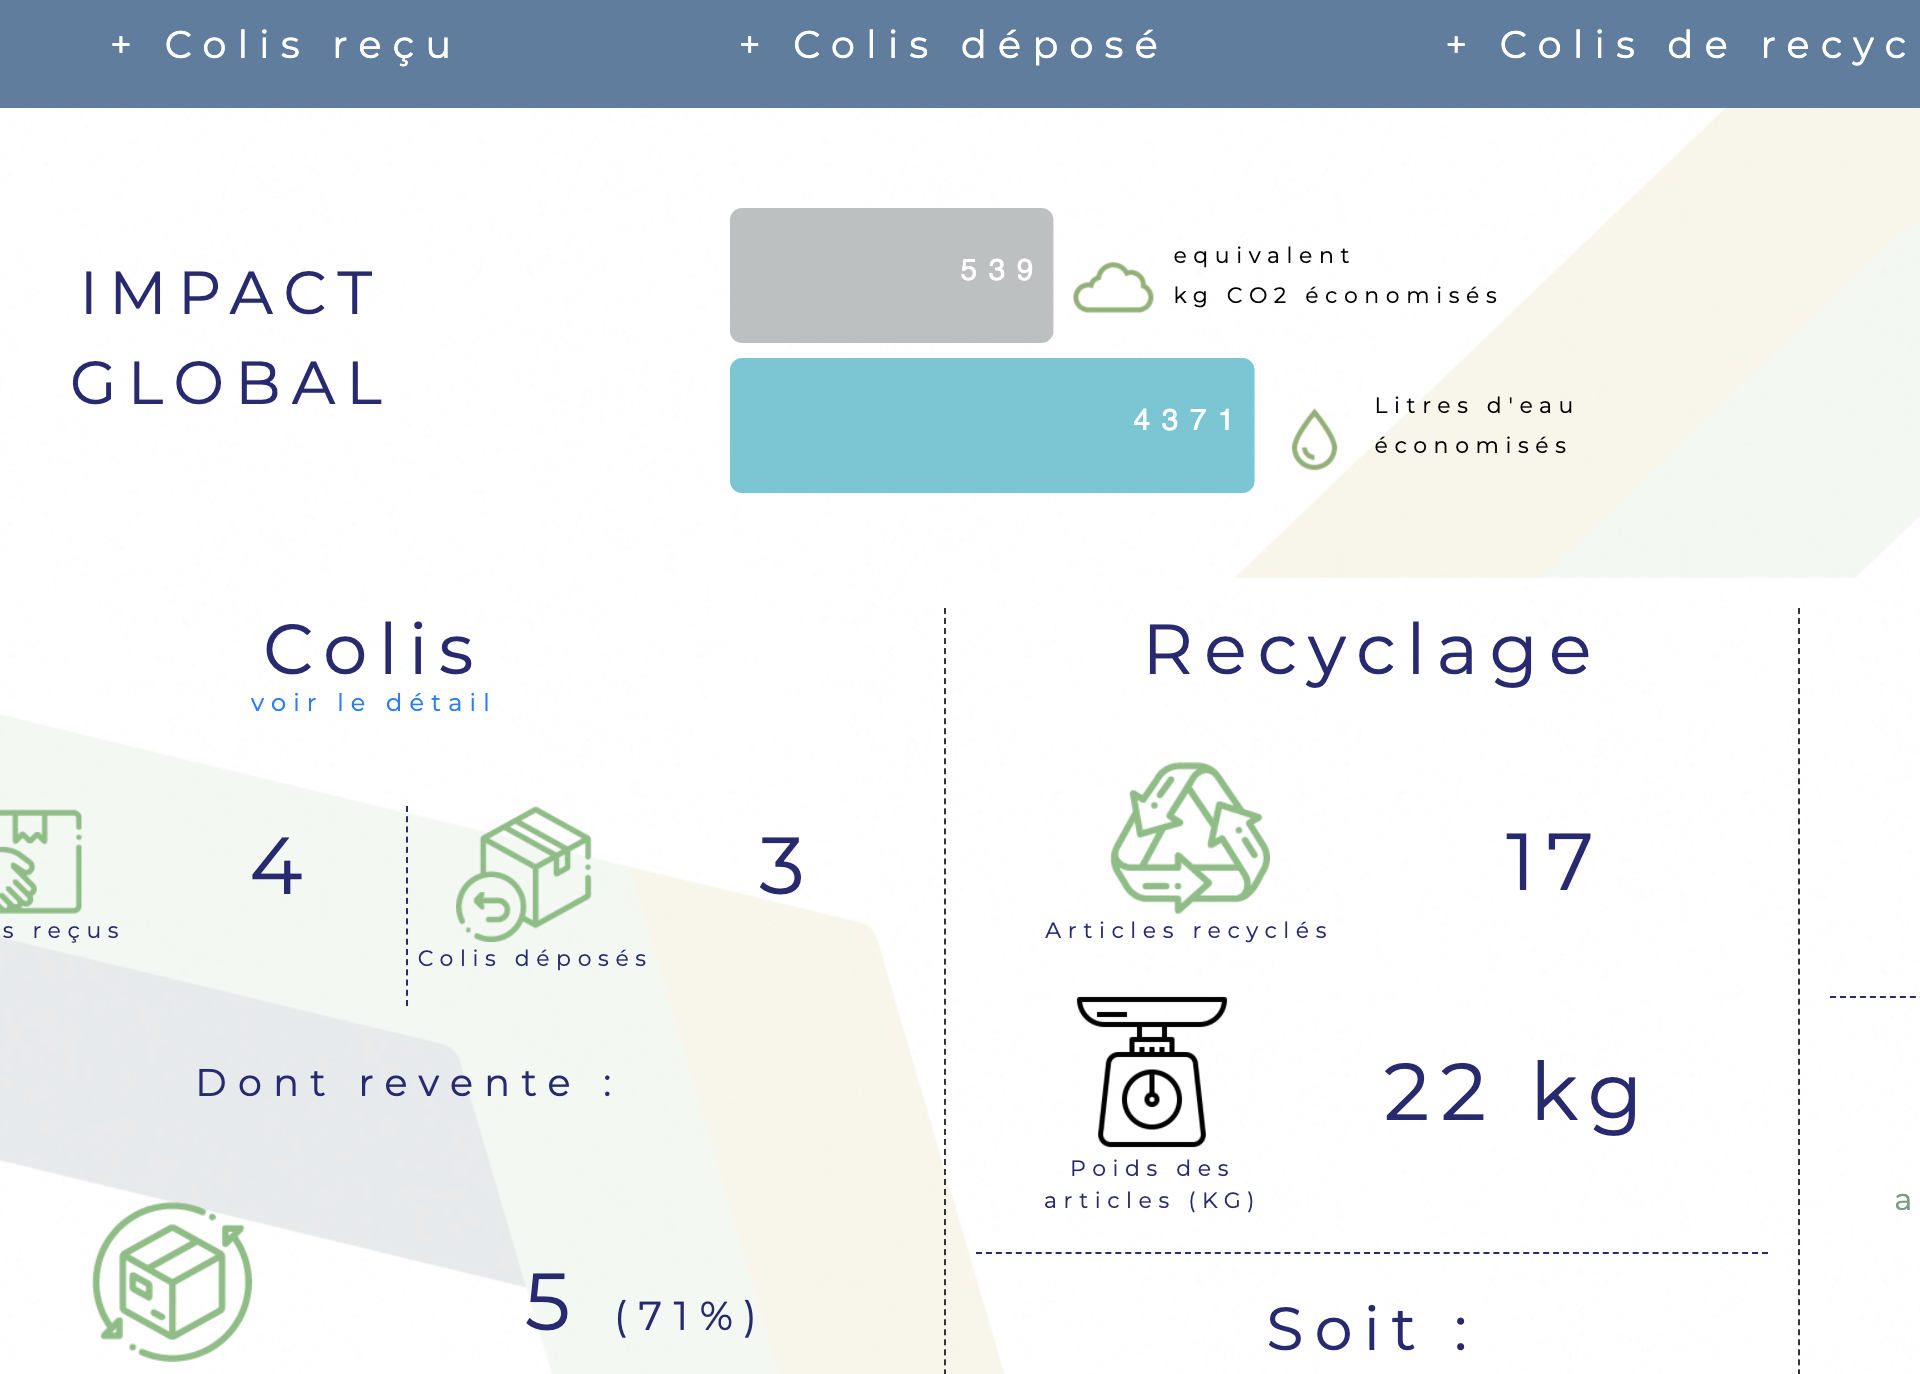 + Colis reçu
+ Colis déposé
+ Colis de recyc
IMPACT
GLOBAL
539
equivalent
kg CO2 économisés
4371
Litres d'eau
économisés
Colis
voir le détail
4
s reçus
3
Colis déposés
Dont revente :
5 (71%)
Recyclage
17
Articles recyclés
22 kg
Poids des
articles (KG)
Soit :
a